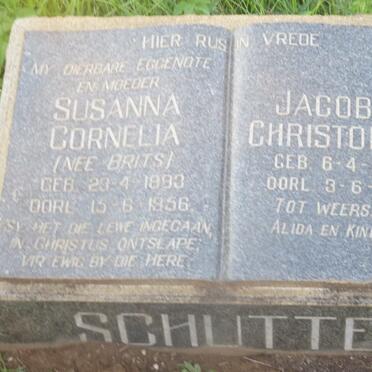 HIER RUS IN VREDE
MY DIERBARE EGGENOTE
EN MOEDER
SUSANNA
CORNELIA
(NEE BRITS)
GEB. 29-4-1893
OORL. 15-6-1956
SY HET DIE LEWE INGEGAAN,
IN CHRISTUS ONTSLAPE;
VIR EWIG BY DIE HERE
JACOB
CHRISTO
GEB. 6-4-
OORL. 3-6-
TOT WEERS
ALIDA EN KIN
SCHUTTE